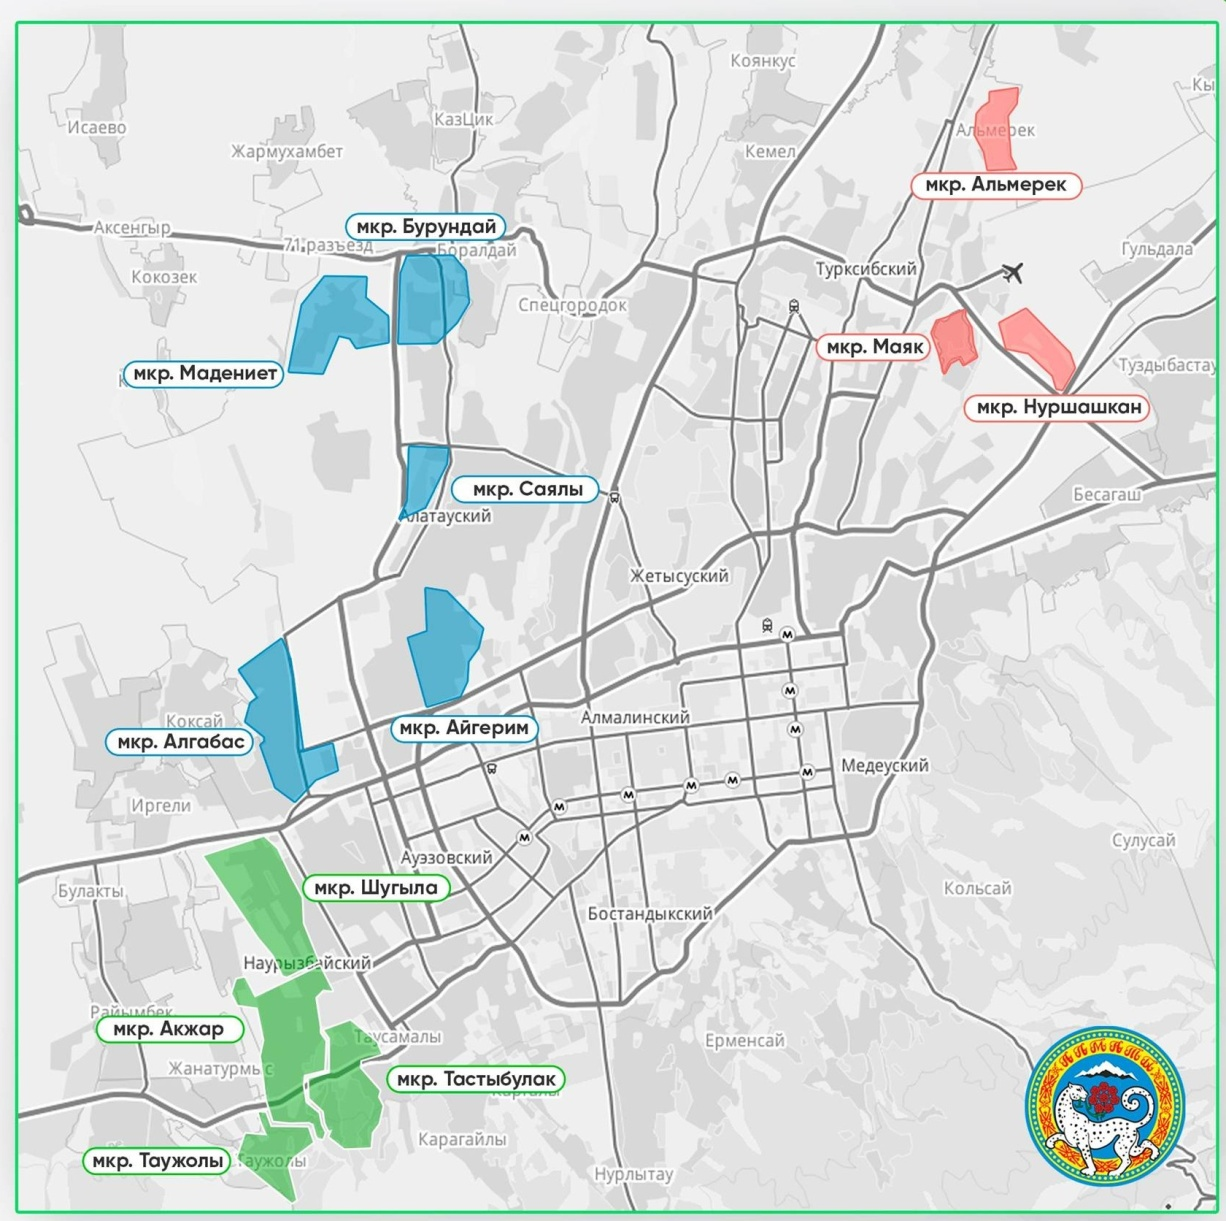 Коянкус
Исаево
КазЦик
Альмерек
Жармухамбет
Кемел
мкр. Альмерек
мкр. Бурундай
Аксенгыр
71 разъезд
Боралдай
Гульдала
Турксибский
Кокозек
Спецгородок
мкр. Маяк
мкр. Мадениет
мкр. Нуршашкан
мкр. Саялы
Бесагаш
Алатауский
Жетысуский
м
м
Коксай
Алмалинский
мкр. Айгерим
м
мкр. Алгабас
Медеуский
м
м
м
м
Иргели
м
м
Сулусай
Ауэзовский
мкр. Шугыла
Булакты
Кольсай
Бостандыкский
Наурызбайский
Райымбек
мкр. Акжар
Таусамалы
Ерменсай
Жанатурмыс
мкр. Тастыбулак
Карагайлы
мкр. Таужолы
Таужолы
Нурлытау
АЛМАТЫ